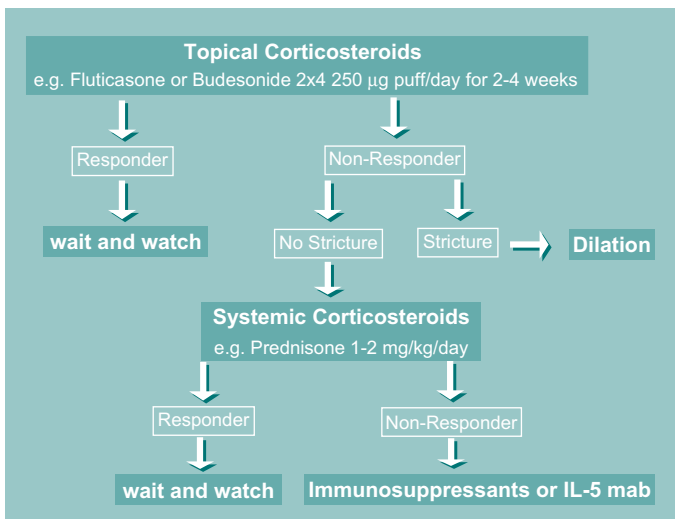 Topical Corticosteroids
e.g. Fluticasone or Budesonide 2x4 250 µg puff/day for 2-4 weeks
Responder
Non-Responder
wait and watch
No Stricture
Stricture
Dilation
Systemic Corticosteroids
e.g. Prednisone 1-2 mg/kg/day
Responder
Non-Responder
wait and watch
Immunosuppressants or IL-5 mab